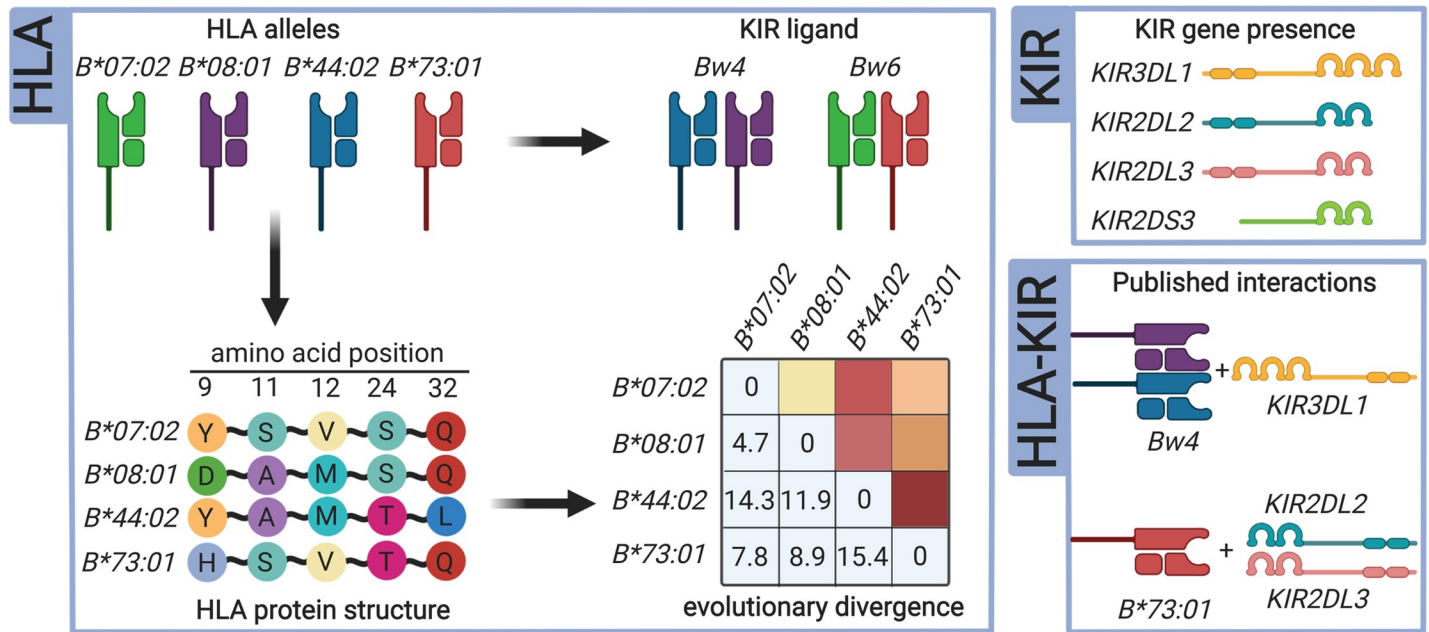 HLA
HLA alleles
B*07:02 B*08:01 B*44:02 B*73:01
KIR ligand
Bw4 Bw6
amino acid position
9 11 12 24 32
B*07:02 Y S V S Q
B*08:01 D A M S Q
B*44:02 Y A M T L
B*73:01 H S V T Q
HLA protein structure
B*07:02 B*08:01 B*44:02 B*73:01
B*07:02 0
B*08:01 4.7 0
B*44:02 14.3 11.9 0
B*73:01 7.8 8.9 15.4 0
evolutionary divergence
KIR
KIR gene presence
KIR3DL1
KIR2DL2
KIR2DL3
KIR2DS3
HLA-KIR
Published interactions
+
KIR3DL1
Bw4
KIR2DL2
+
B*73:01
KIR2DL3